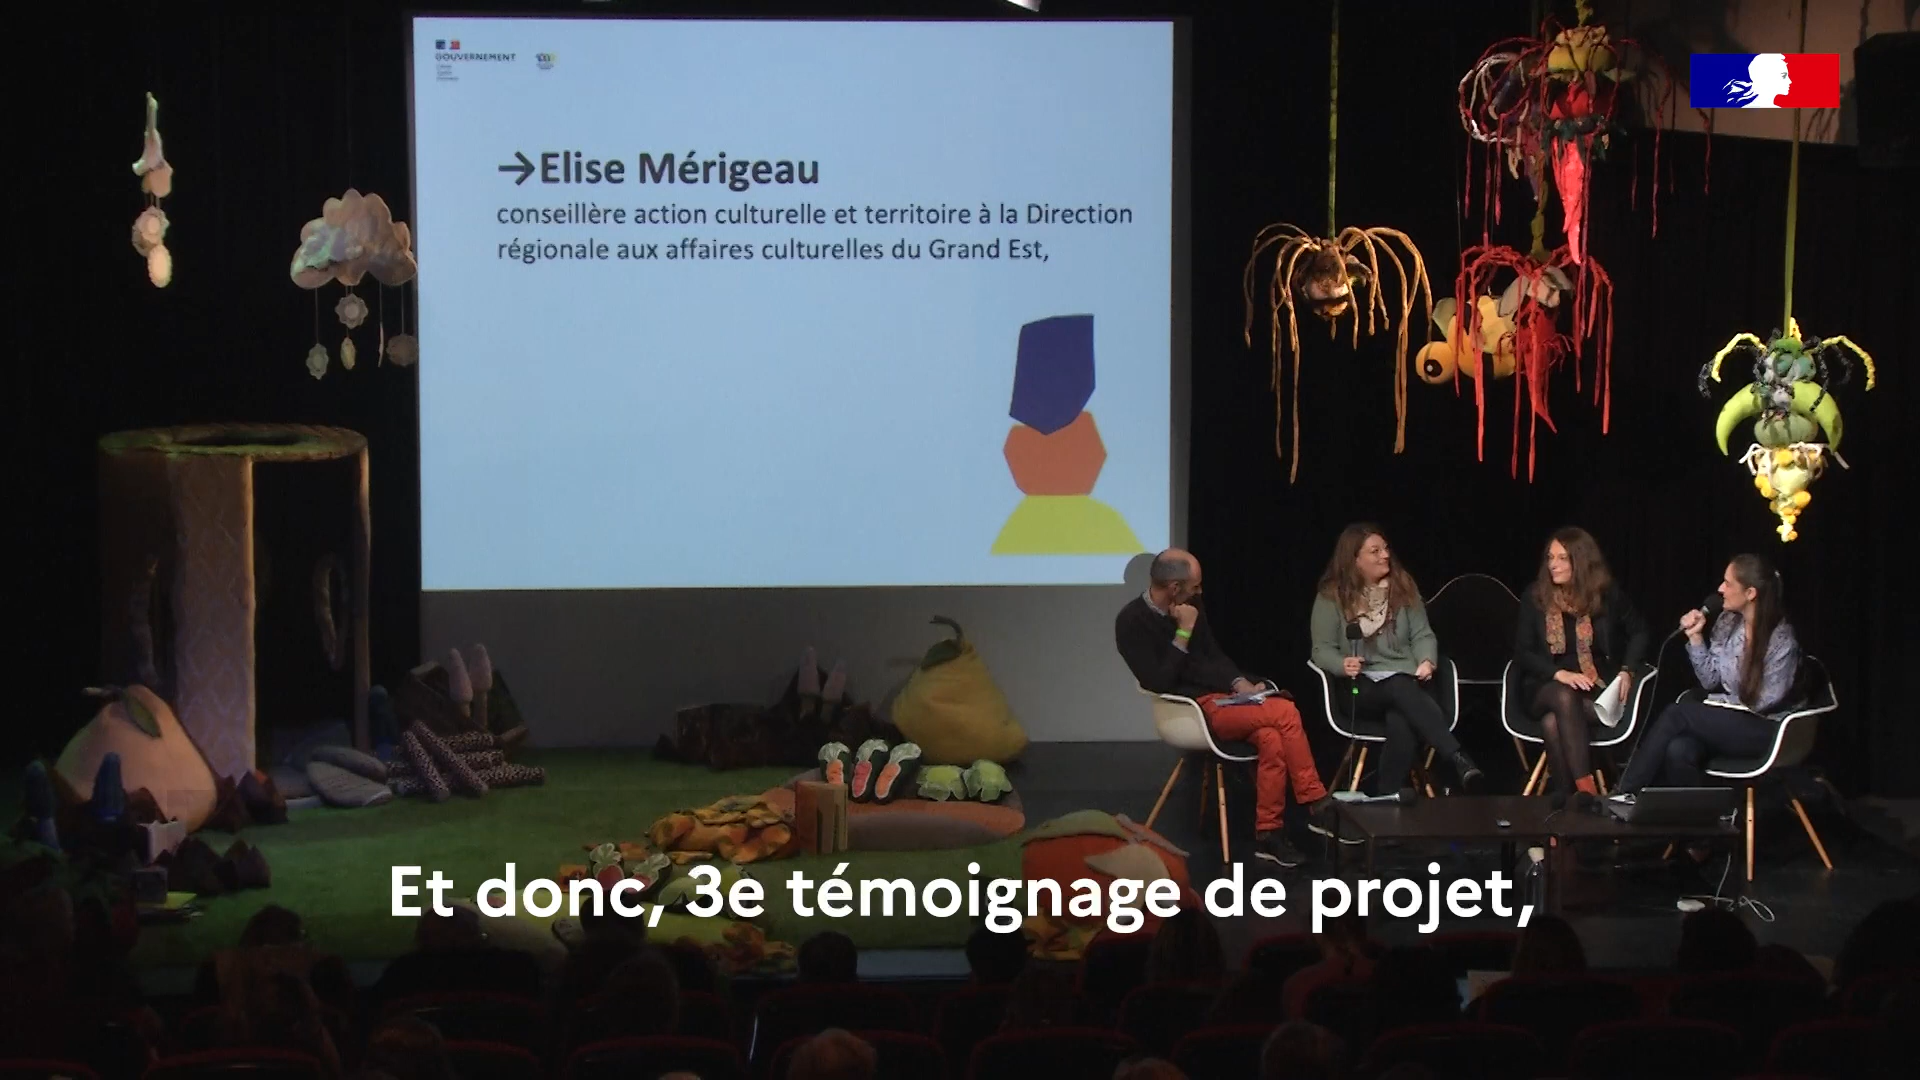 GOUVERNEMENT
→Elise Mérigeau
conseillère action culturelle et territoire à la Direction
régionale aux affaires culturelles du Grand Est,
Et donc, 3e témoignage de projet,